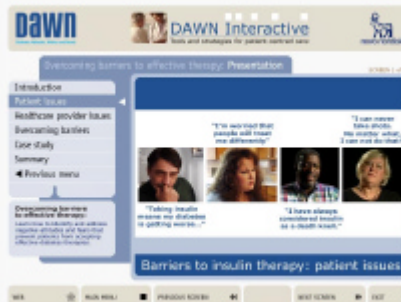 DAWN
DAWN Interactive
Tools and strategies for patient centred care
novo nordisk
Overcoming barriers to effective therapy: Presentation
Introduction
Patient issues
Healthcare provider issues
Overcoming barriers
Case study
Summary
Previous menu
Overcoming barriers
to effective therapy:
"I'm worried that
people will treat
me differently"
"I can never
take shots.
No matter what,
I can not do that"
"Taking insulin
means my diabetes
is getting worse..."
"I have always
considered insulin
as a death knell."
Barriers to insulin therapy: patient issues
MAIN MENU
PREVIOUS SCREEN
NEXT SCREEN
EXIT